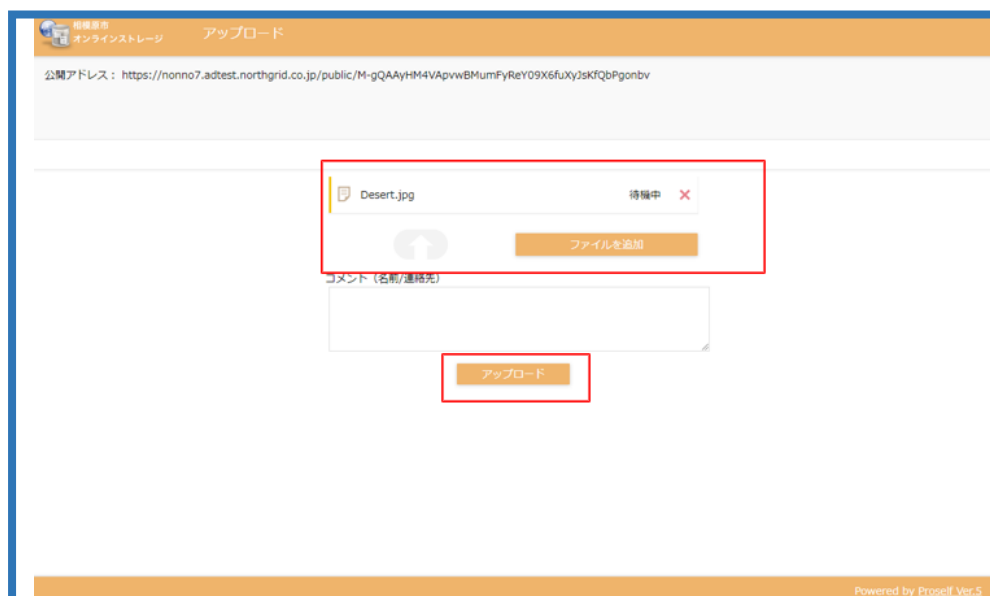 相模原市
オンラインストレージ
アップロード
公開アドレス： https://nonno7.adtest.northgrid.co.jp/public/M-gQAAyHM4VApvwBMumFyReY09X6fuXyJsKfQbPgonbv
Desert.jpg 待機中
ファイルを追加
コメント（名前/連絡先）
アップロード
Powered by Proself Ver.5